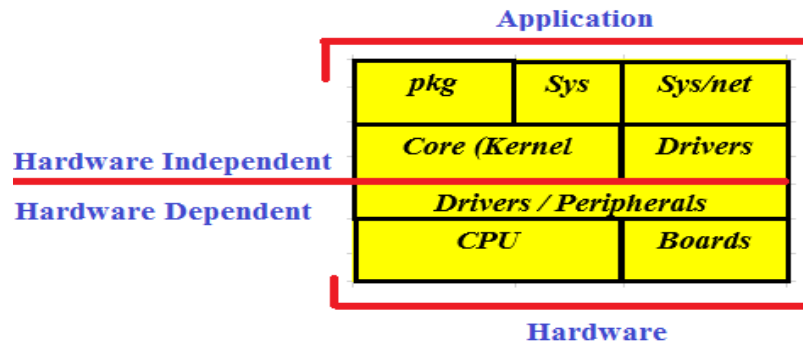 Application
pkg Sys Sys/net
Core (Kernel Drivers
Hardware Independent
Hardware Dependent
Drivers / Peripherals
CPU Boards
Hardware